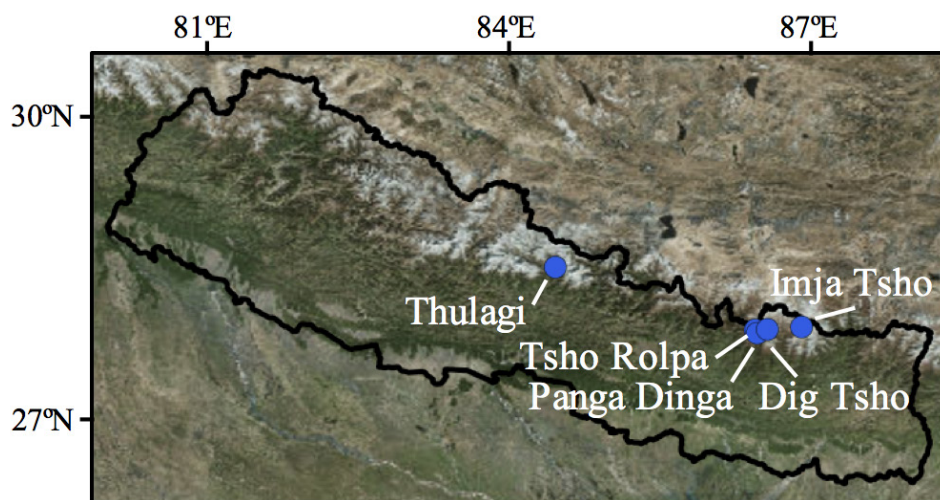 81ºE 84ºE 87ºE
30ºN
Imja Tsho
Thulagi
Tsho Rolpa
Panga Dinga Dig Tsho
27ºN